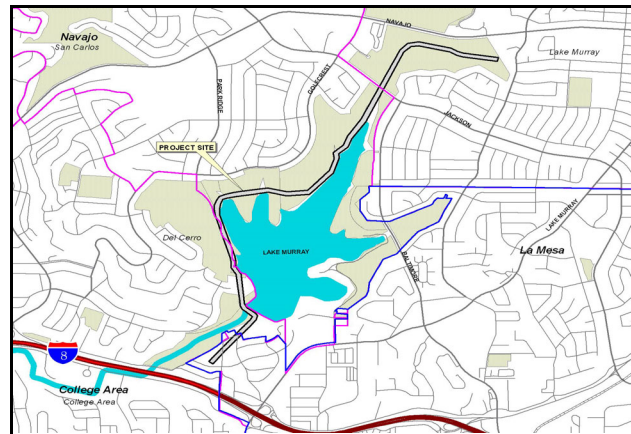 NAVAJO
Navajo
San Carlos
Lake Murray
PARK RIDGE
GOLFCREST
JACKSON
PROJECT SITE
LAKE MURRAY
Del Cerro
LAKE MURRAY
La Mesa
BALTIMORE
8
College Area
College Area